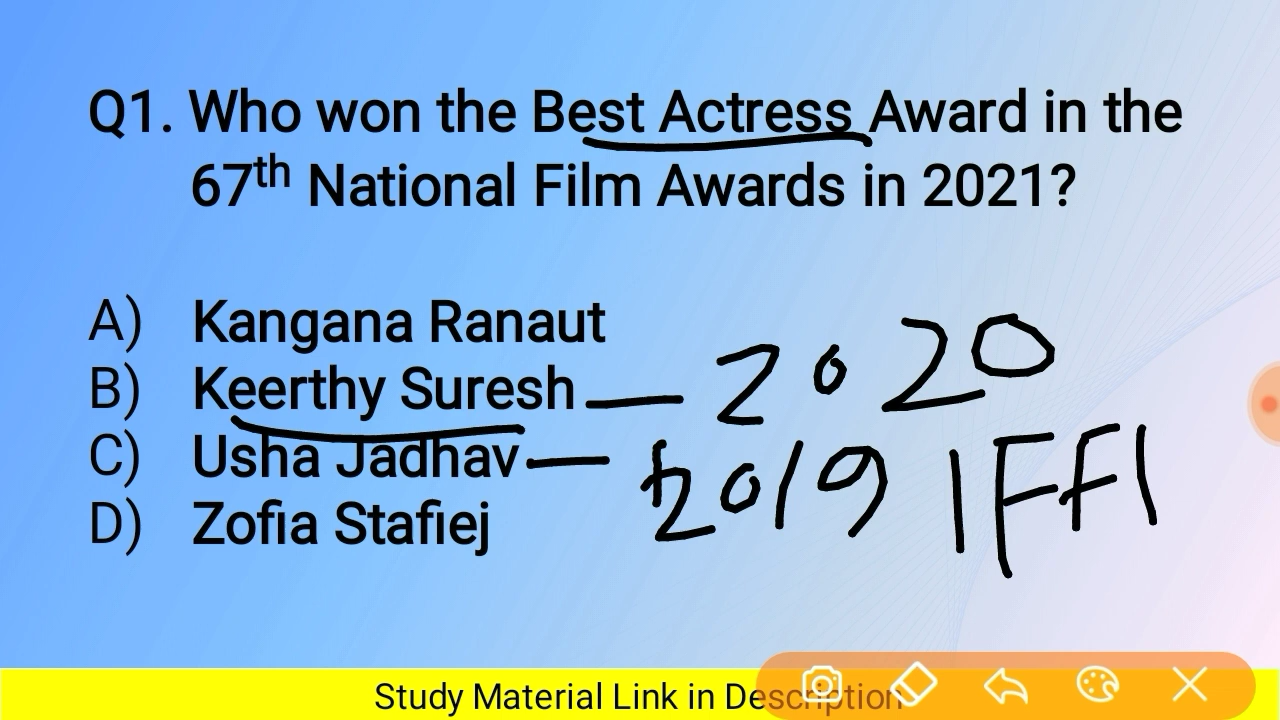 Q1. Who won the Best Actress Award in the
67th National Film Awards in 2021?
A) Kangana Ranaut
B) Keerthy Suresh — 2020
C) Usha Jadhav — 2019 IFFI
D) Zofia Stafiej
Study Material Link in Description